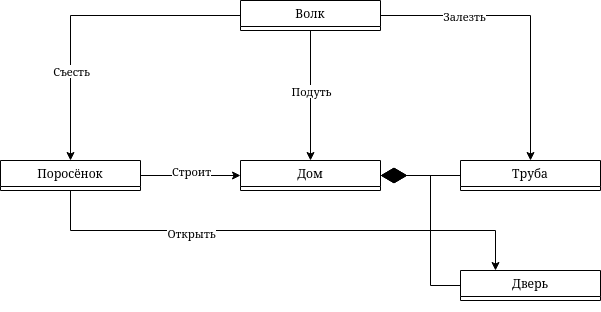 Волк
Залезть
Съесть
Подуть
Поросёнок
Строит
Дом
Труба
Открыть
Дверь